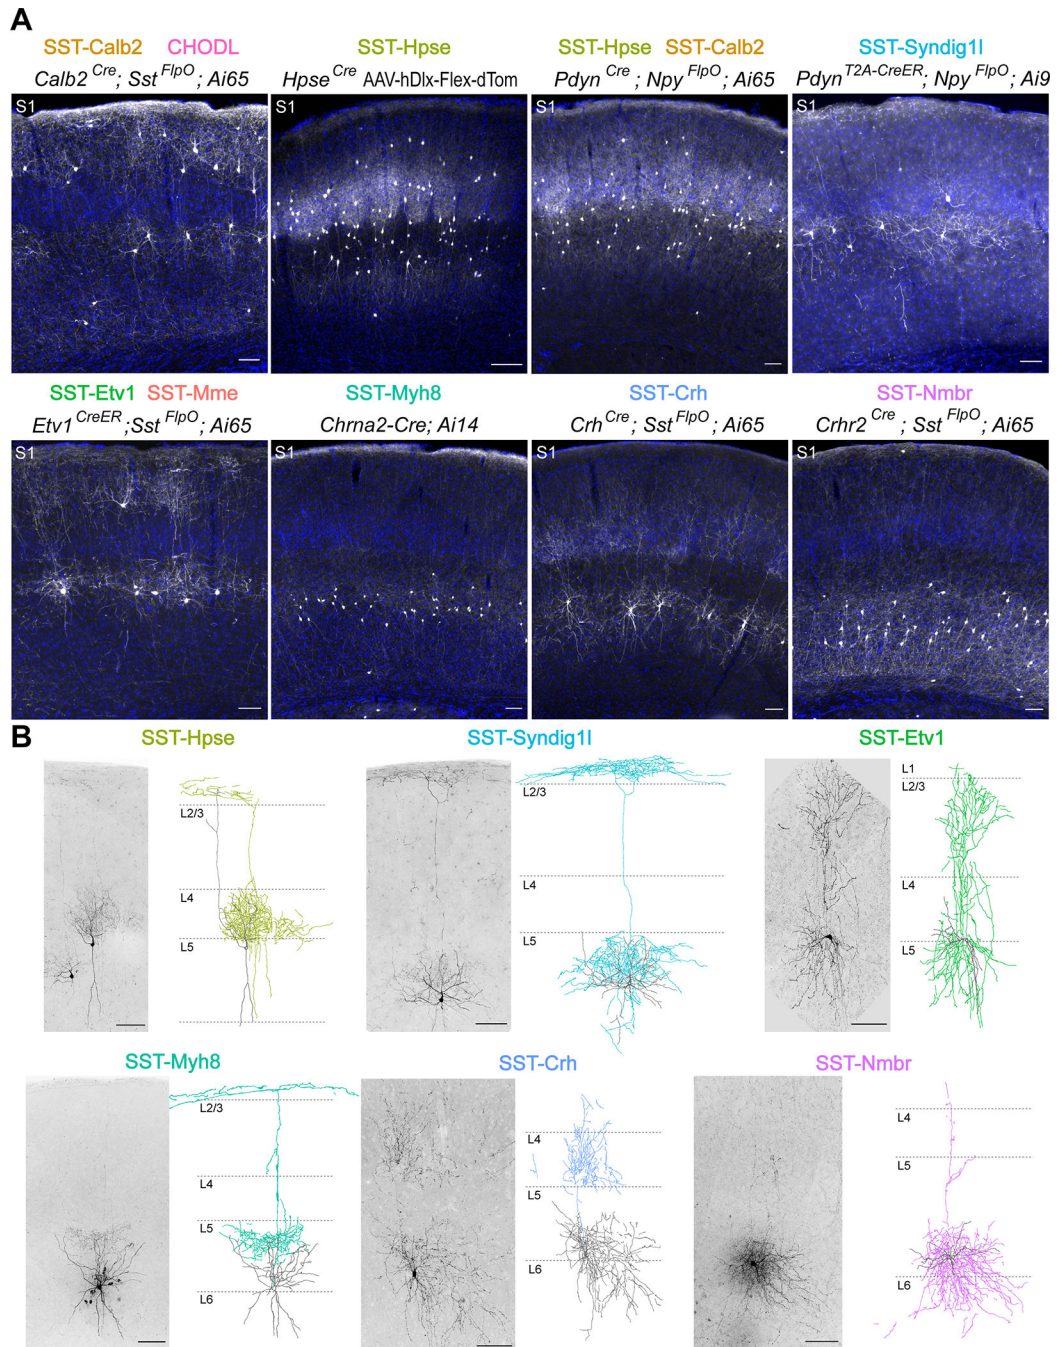 A
SST-Calb2 CHODL
Calb2 Cre; Sst FlpO; Ai65
SST-Hpse
Hpse Cre AAV-hDlx-Flex-dTom
SST-Hpse SST-Calb2
Pdyn Cre; Npy FlpO; Ai65
SST-Syndig1l
Pdyn T2A-CreER; Npy FlpO; Ai9
S1
S1
S1
S1
SST-Etv1 SST-Mme
Etv1 CreER;Sst FlpO; Ai65
SST-Myh8
Chrna2-Cre; Ai14
SST-Crh
Crh Cre; Sst FlpO; Ai65
SST-Nmbr
Crhr2 Cre; Sst FlpO; Ai65
S1
S1
S1
S1
B
SST-Hpse
L2/3
L4
L5
SST-Syndig1l
L2/3
L4
L5
SST-Etv1
L1
L2/3
L4
L5
SST-Myh8
L2/3
L4
L5
L6
SST-Crh
L4
L5
L6
SST-Nmbr
L4
L5
L6